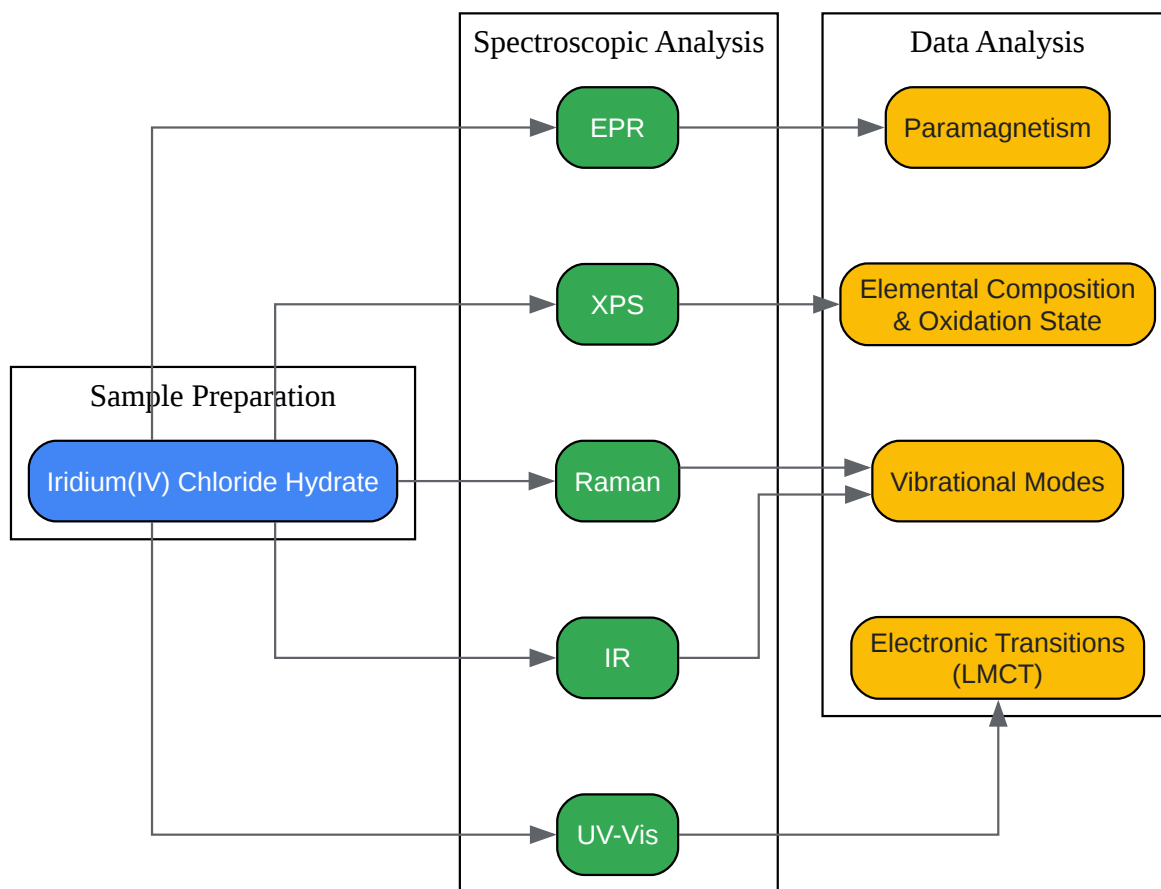 Sample Preparation
Iridium(IV) Chloride Hydrate
Spectroscopic Analysis
EPR
XPS
Raman
IR
UV-Vis
Data Analysis
Paramagnetism
Elemental Composition
& Oxidation State
Vibrational Modes
Electronic Transitions
(LMCT)